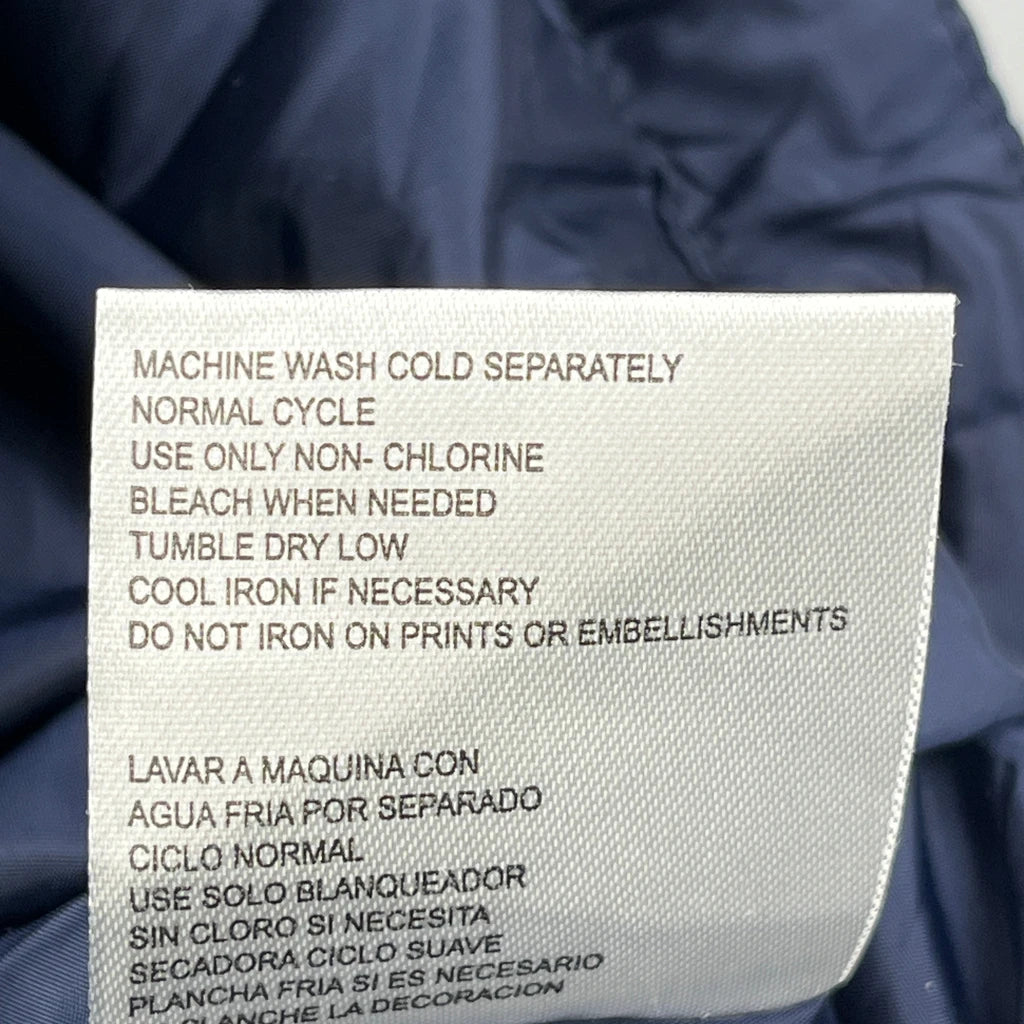 MACHINE WASH COLD SEPARATELY
NORMAL CYCLE
USE ONLY NON- CHLORINE
BLEACH WHEN NEEDED
TUMBLE DRY LOW
COOL IRON IF NECESSARY
DO NOT IRON ON PRINTS OR EMBELLISHMENTS
LAVAR A MAQUINA CON
AGUA FRIA POR SEPARADO
CICLO NORMAL
USE SOLO BLANQUEADOR
SIN CLORO SI NECESITA
SECADORA CICLO SUAVE
PLANCHA FRIA SI ES NECESARIO
PLANCHE LA DECORACION